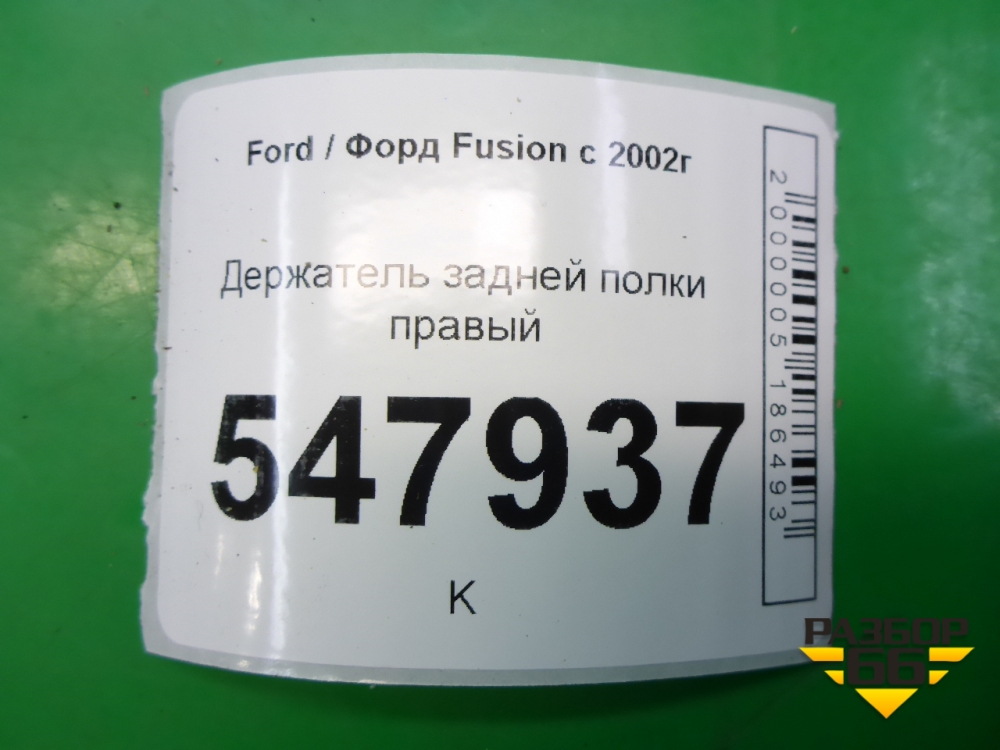 Ford / Форд Fusion с 2002г
Держатель задней полки
правый
547937
К
2000005186493
РАЗБОР
66